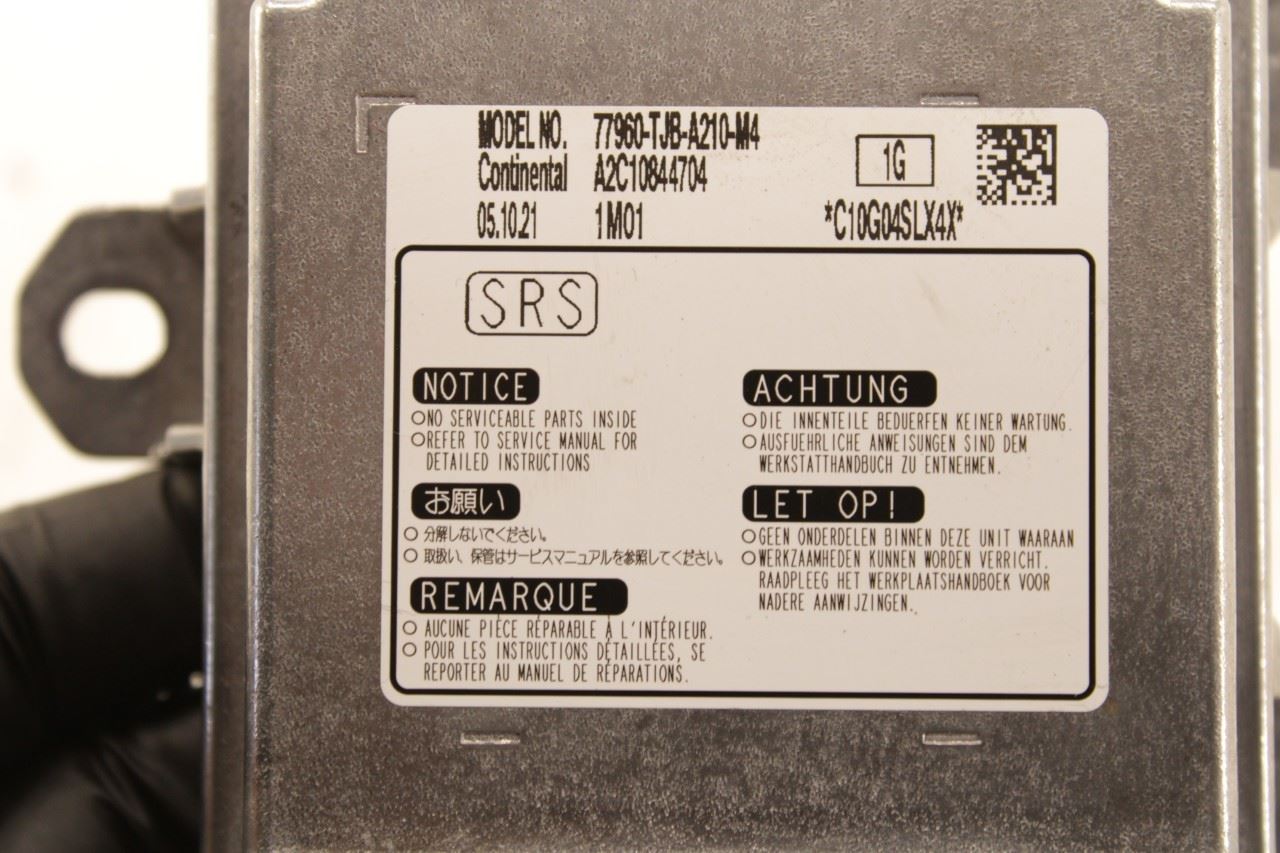 MODEL NO. 77960-TJB-A210-M4
Continental A2C10844704
05.10.21 1M01
1G
*C10G04SLX4X*
SRS
NOTICE
○NO SERVICEABLE PARTS INSIDE
○REFER TO SERVICE MANUAL FOR
DETAILED INSTRUCTIONS
お願い
○ 分解しないでください。
○ 取扱い、保管はサービスマニュアルを参照してください。
REMARQUE
○ AUCUNE PIÈCE RÉPARABLE À L'INTÉRIEUR.
○ POUR LES INSTRUCTIONS DÉTAILLÉES, SE
REPORTER AU MANUEL DE RÉPARATIONS.
ACHTUNG
○DIE INNENTEILE BEDUERFEN KEINER WARTUNG.
○AUSFUEHRLICHE ANWEISUNGEN SIND DEM
WERKSTATTHANDBUCH ZU ENTNEHMEN.
LET OP!
○GEEN ONDERDELEN BINNEN DEZE UNIT WAARAAN
○WERKZAAMHEDEN KUNNEN WORDEN VERRICHT.
RAADPLEEG HET WERKPLAATSHANDBOEK VOOR
NADERE AANWIJZINGEN.